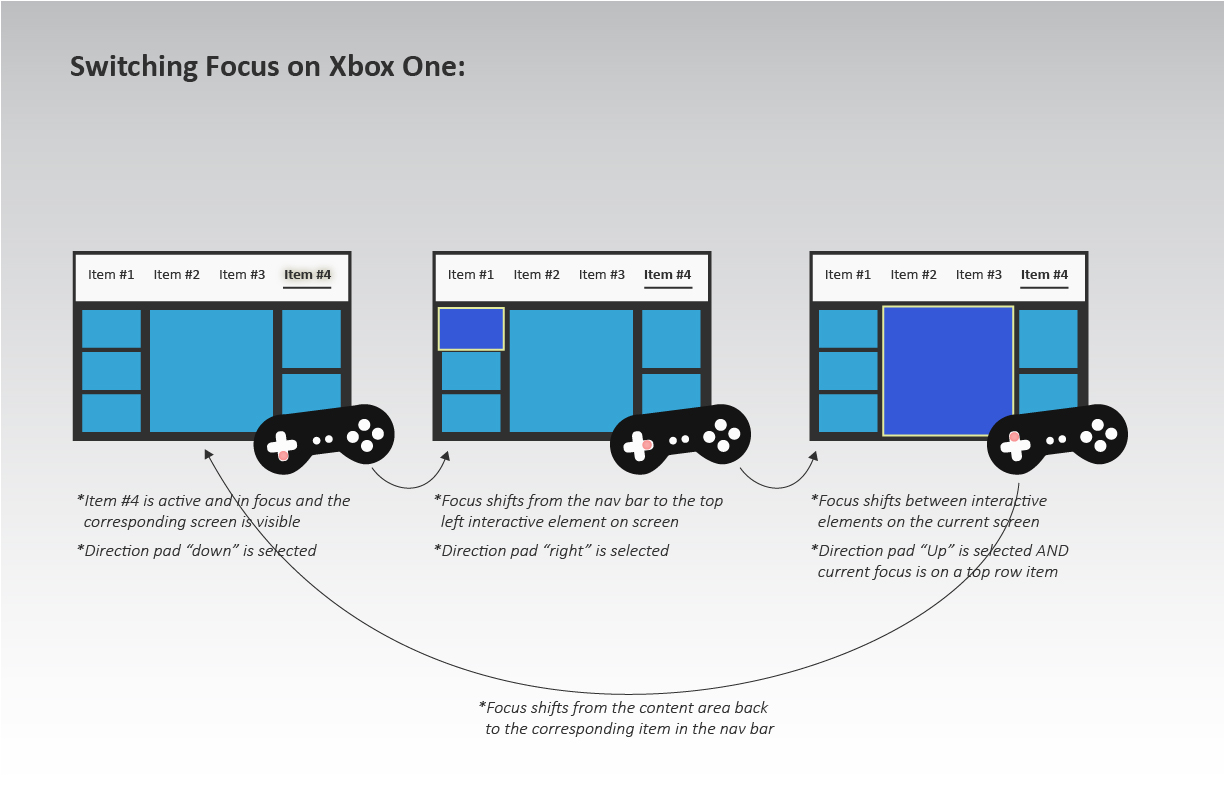 Switching Focus on Xbox One:
Item #1 Item #2 Item #3 Item #4
Item #1 Item #2 Item #3 Item #4
Item #1 Item #2 Item #3 Item #4
*Item #4 is active and in focus and the
corresponding screen is visible
*Direction pad “down” is selected
*Focus shifts from the nav bar to the top
left interactive element on screen
*Direction pad “right” is selected
*Focus shifts between interactive
elements on the current screen
*Direction pad “Up” is selected AND
current focus is on a top row item
*Focus shifts from the content area back
to the corresponding item in the nav bar